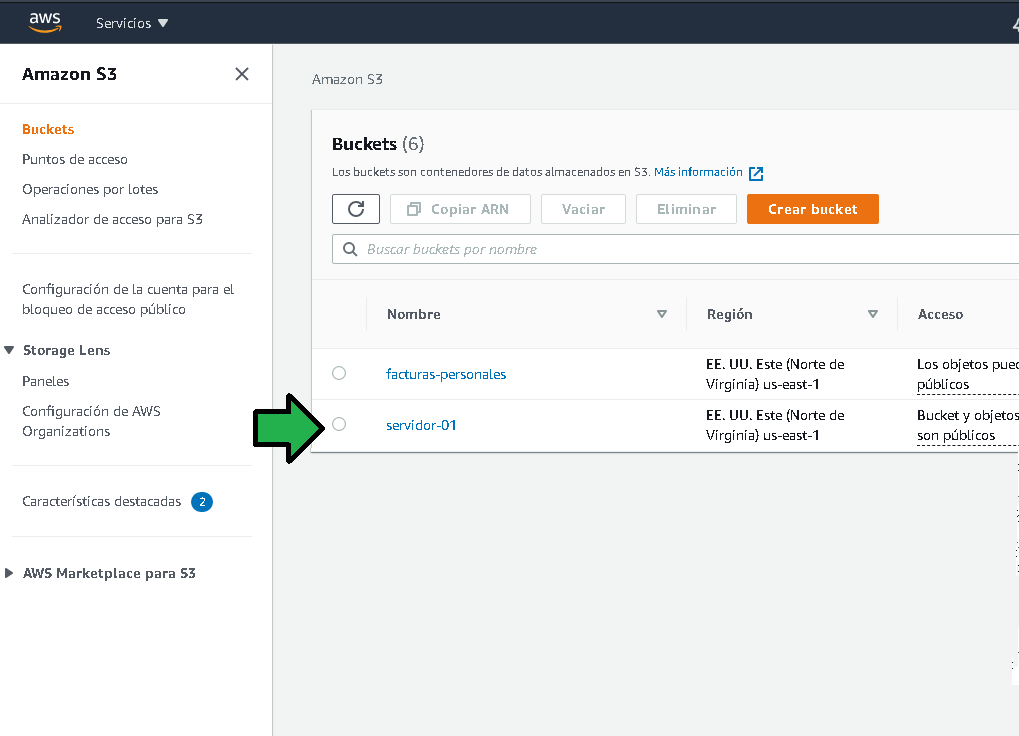 aws
Servicios
Amazon S3
Buckets
Puntos de acceso
Operaciones por lotes
Analizador de acceso para S3
Configuración de la cuenta para el
bloqueo de acceso público
Storage Lens
Paneles
Configuración de AWS
Organizations
Características destacadas 2
AWS Marketplace para S3
Amazon S3
Buckets (6)
Los buckets son contenedores de datos almacenados en S3. Más información
Copiar ARN Vaciar Eliminar Crear bucket
Buscar buckets por nombre
Nombre Región Acceso
facturas-personales
EE. UU. Este (Norte de
Virginia) us-east-1
Los objetos
públicos
servidor-01
EE. UU. Este (Norte de
Virginia) us-east-1
Bucket y objetos
son públicos